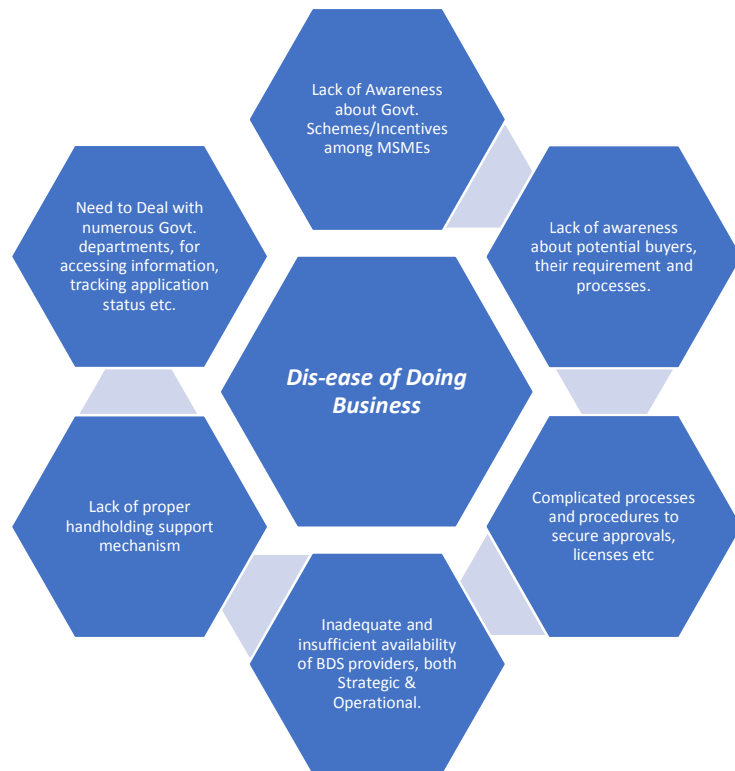 Lack of Awareness
about Govt.
Schemes/Incentives
among MSMEs
Lack of awareness
about potential buyers,
their requirement and
processes.
Complicated processes
and procedures to
secure approvals,
licenses etc
Inadequate and
insufficient availability
of BDS providers, both
Strategic &
Operational.
Lack of proper
handholding support
mechanism
Need to Deal with
numerous Govt.
departments, for
accessing information,
tracking application
status etc.
Dis-ease of Doing
Business